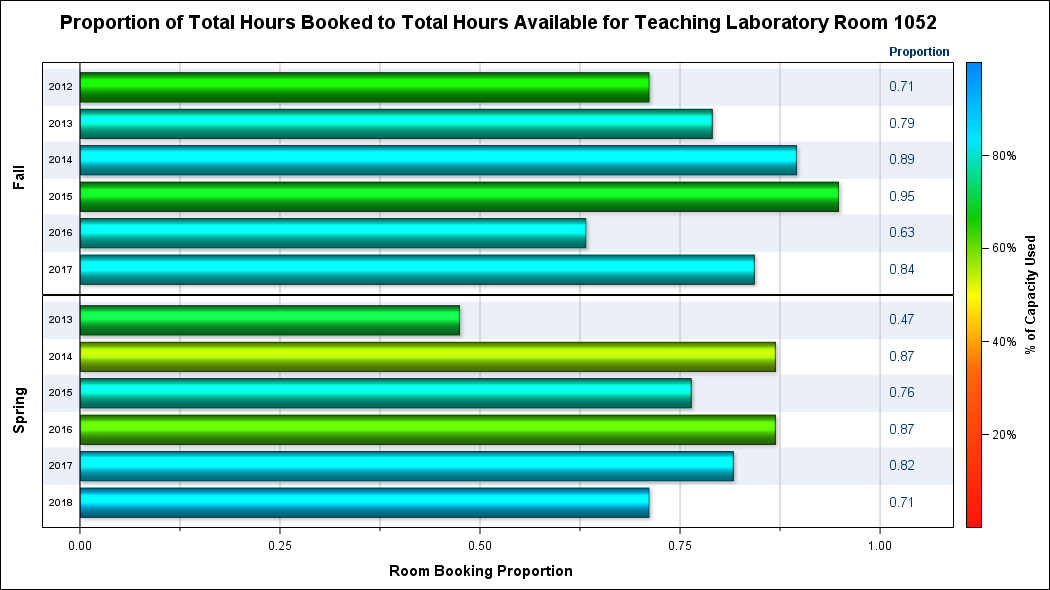 Proportion of Total Hours Booked to Total Hours Available for Teaching Laboratory Room 1052
Proportion
Fall
2012 0.71
2013 0.79
2014 0.89
2015 0.95
2016 0.63
2017 0.84
Spring
2013 0.47
2014 0.87
2015 0.76
2016 0.87
2017 0.82
2018 0.71
0.00 0.25 0.50 0.75 1.00
Room Booking Proportion
80%
60%
40%
20%
% of Capacity Used